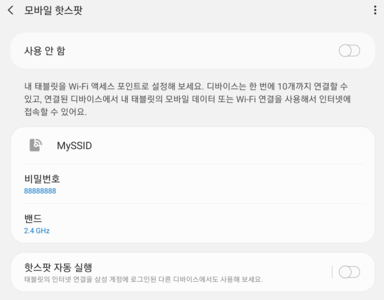 모바일 핫스팟
사용 안 함
내 태블릿을 Wi-Fi 액세스 포인트로 설정해 보세요. 디바이스는 한 번에 10개까지 연결할 수
있고, 연결된 디바이스에서 내 태블릿의 모바일 데이터 또는 Wi-Fi 연결을 사용해서 인터넷에
접속할 수 있어요.
MySSID
비밀번호
88888888
밴드
2.4 GHz
핫스팟 자동 실행
태블릿의 인터넷 연결을 삼성 계정에 로그인된 다른 디바이스에서도 사용해 보세요.